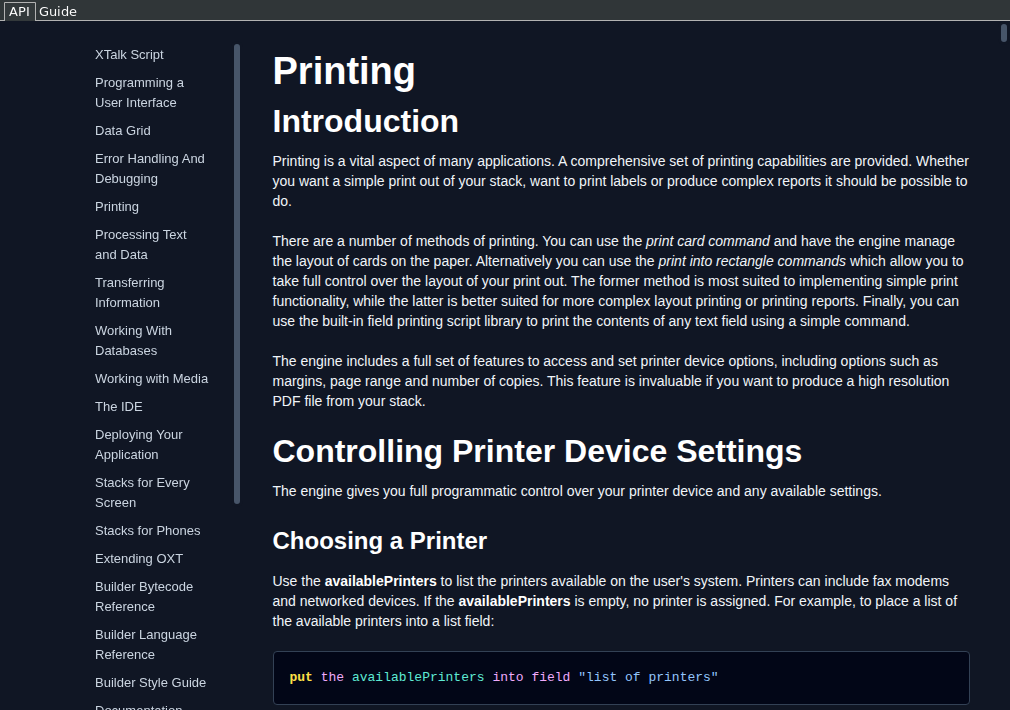 API Guide
XTalk Script
Programming a
User Interface
Data Grid
Error Handling And
Debugging
Printing
Processing Text
and Data
Transferring
Information
Working With
Databases
Working with Media
The IDE
Deploying Your
Application
Stacks for Every
Screen
Stacks for Phones
Extending OXT
Builder Bytecode
Reference
Builder Language
Reference
Builder Style Guide
Documentation
Printing
Introduction
Printing is a vital aspect of many applications. A comprehensive set of printing capabilities are provided. Whether
you want a simple print out of your stack, want to print labels or produce complex reports it should be possible to
do.
There are a number of methods of printing. You can use the print card command and have the engine manage
the layout of cards on the paper. Alternatively you can use the print into rectangle commands which allow you to
take full control over the layout of your print out. The former method is most suited to implementing simple print
functionality, while the latter is better suited for more complex layout printing or printing reports. Finally, you can
use the built-in field printing script library to print the contents of any text field using a simple command.
The engine includes a full set of features to access and set printer device options, including options such as
margins, page range and number of copies. This feature is invaluable if you want to produce a high resolution
PDF file from your stack.
Controlling Printer Device Settings
The engine gives you full programmatic control over your printer device and any available settings.
Choosing a Printer
Use the availablePrinters to list the printers available on the user's system. Printers can include fax modems
and networked devices. If the availablePrinters is empty, no printer is assigned. For example, to place a list of
the available printers into a list field:
put the availablePrinters into field "list of printers"